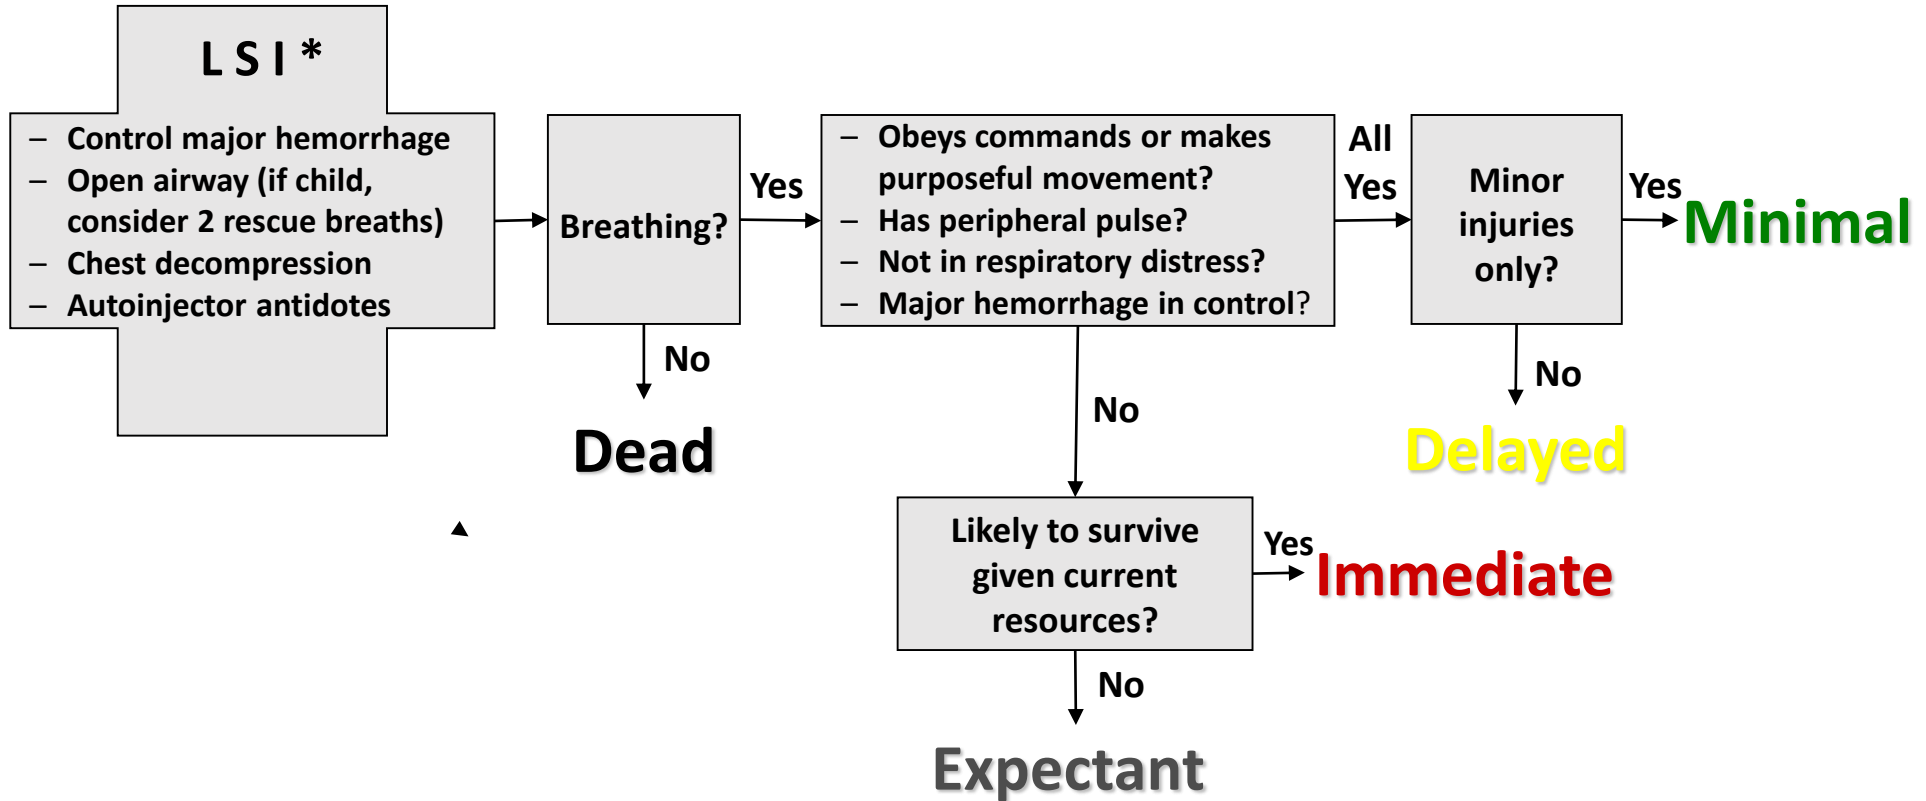 L S I *
– Control major hemorrhage
– Open airway (if child,
consider 2 rescue breaths)
– Chest decompression
– Autoinjector antidotes
Breathing?
Yes
No
Dead
– Obeys commands or makes
purposeful movement?
– Has peripheral pulse?
– Not in respiratory distress?
– Major hemorrhage in control?
All
Yes
No
Minor
injuries
only?
Yes
Minimal
No
Delayed
Likely to survive
given current
resources?
Yes
Immediate
No
Expectant